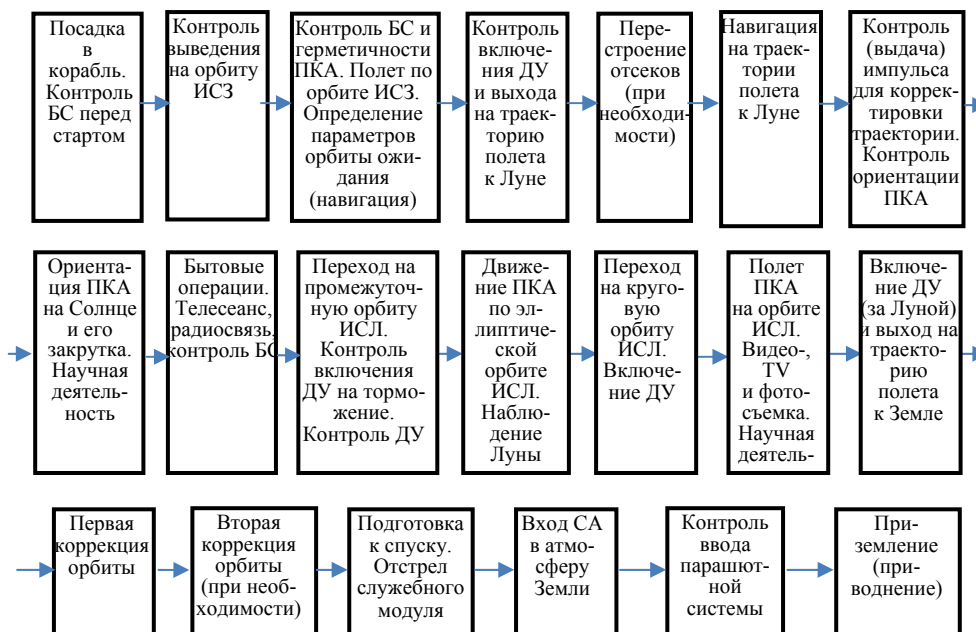 Посадка
в
корабль.
Контроль
БС перед
стартом
Контроль
выведения
на орбиту
ИСЗ
Контроль БС и
герметичности
ПКА. Полет по
орбите ИСЗ.
Определение
параметров
орбиты ожи-
дания
(навигация)
Контроль
включе-
ния ДУ
и выхода
на траек-
торию
полета
к Луне
Пере-
строение
отсеков
(при
необходи-
мости)
Навигация
на траек-
тории
полета
к Луне
Контроль
(выдача)
импульса
для коррек-
тировки
траектории.
Контроль
ориентации
ПКА
Ориента-
ция ПКА
на Солнце
и его
закрутка.
Научная
деятель-
ность
Бытовые
операции.
Телесеанс,
радиосвязь,
контроль БС
Переход на
промежуточ-
ную орбиту
ИСЛ.
Контроль
включения
ДУ на тормо-
жение.
Контроль ДУ
Движе-
ние ПКА
по эл-
липтиче-
ской
орбите
ИСЛ.
Наблю-
дение
Луны
Переход
на круго-
вую
орбиту
ИСЛ.
Включе-
ние ДУ
Полет
ПКА
на орбите
ИСЛ.
Видео-,
TV
и фото-
съемка.
Научная
деятель-
Включе-
ние ДУ
(за Луной)
и выход на
траекто-
рию
полета
к Земле
Первая
коррекция
орбиты
Вторая
коррекция
орбиты
(при необ-
ходимости)
Подготовка
к спуску.
Отстрел
служебного
модуля
Вход СА
в атмо-
сферу
Земли
Контроль
ввода
парашют-
ной
системы
При-
земление
(при-
воднение)